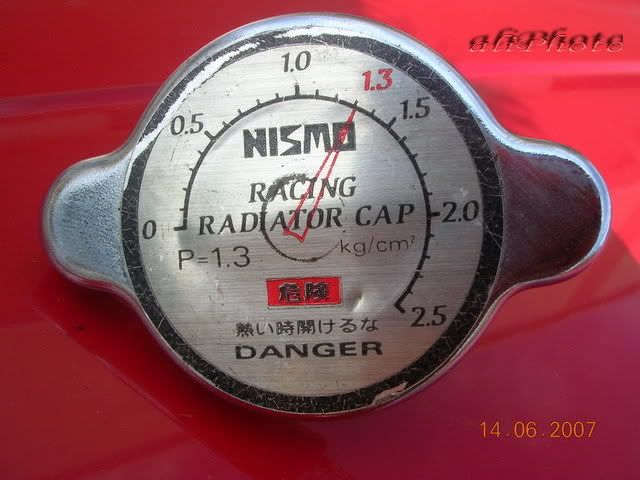 aliPhoto
1.0
1.3
0.5
1.5
NISMO
RACING
0
RADIATOR CAP
2.0
P=1.3
kg/cm²
危険
2.5
熱い時開けるな
DANGER
14.06.2007